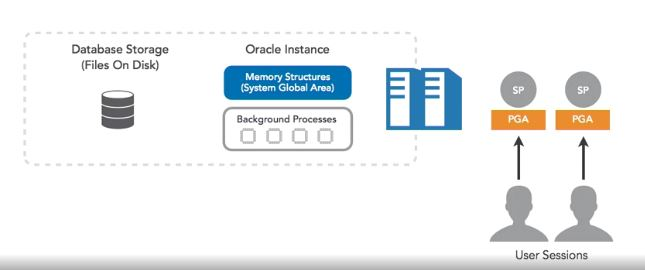 Database Storage
(Files On Disk)
Oracle Instance
Memory Structures
(System Global Area)
Background Processes
SP
SP
PGA
PGA
User Sessions